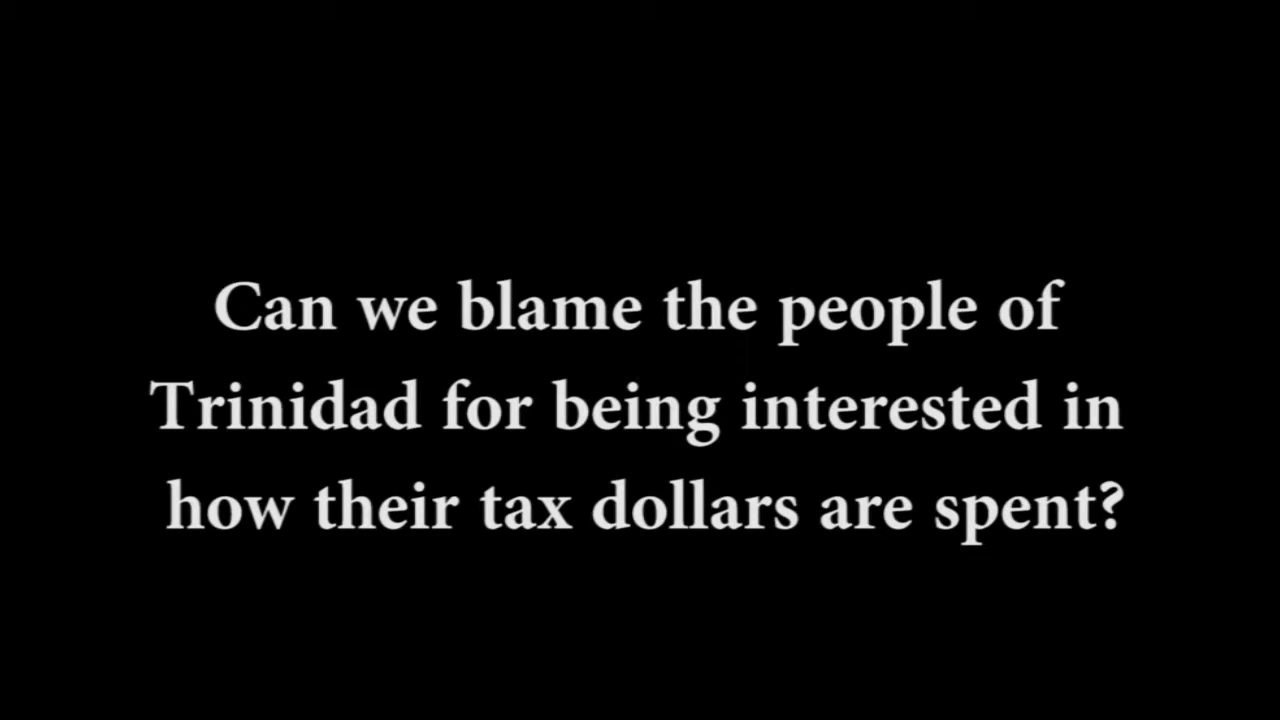 Can we blame the people of
Trinidad for being interested in
how their tax dollars are spent?